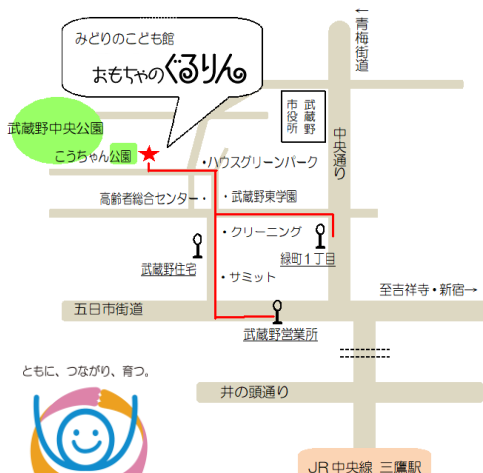 みどりのこども館
おもちゃのぐるりん
←青梅街道
武蔵野中央公園
こうちゃん公園
武蔵野
市役所
中央通り
・ハウスグリーンパーク
高齢者総合センター・
・武蔵野東学園
・クリーニング
緑町1丁目
武蔵野住宅
・サミット
至吉祥寺・新宿→
五日市街道
武蔵野営業所
ともに、つながり、育つ。
井の頭通り
JR中央線 三鷹駅